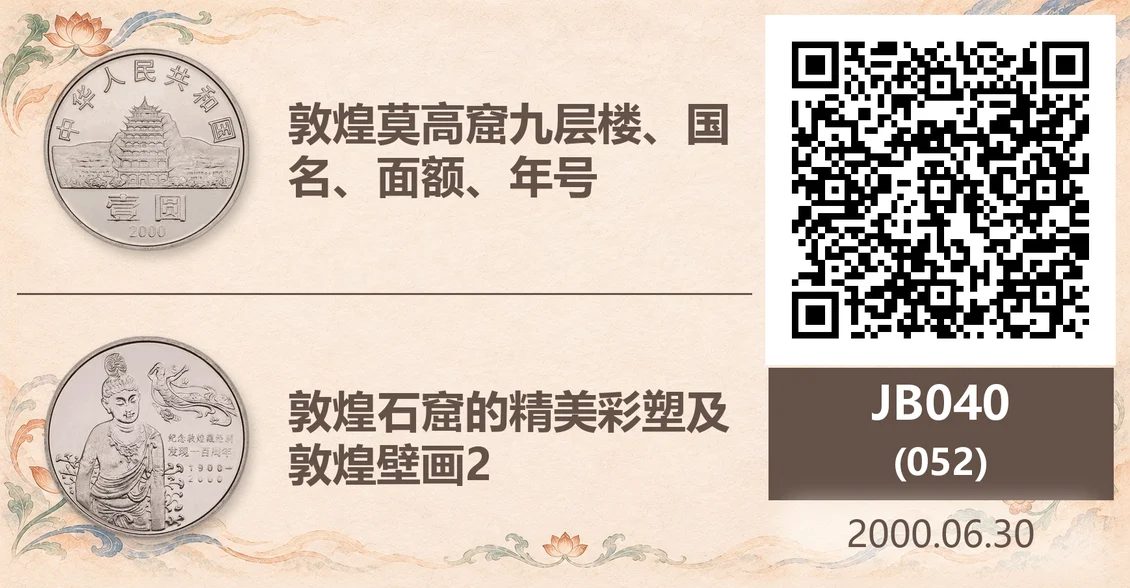 中华人民共和国
壹圆
2000
敦煌莫高窟九层楼、国
名、面额、年号
纪念敦煌藏经洞
发现一百周年
1900-
2000
敦煌石窟的精美彩塑及
敦煌壁画2
JB040
(052)
2000.06.30